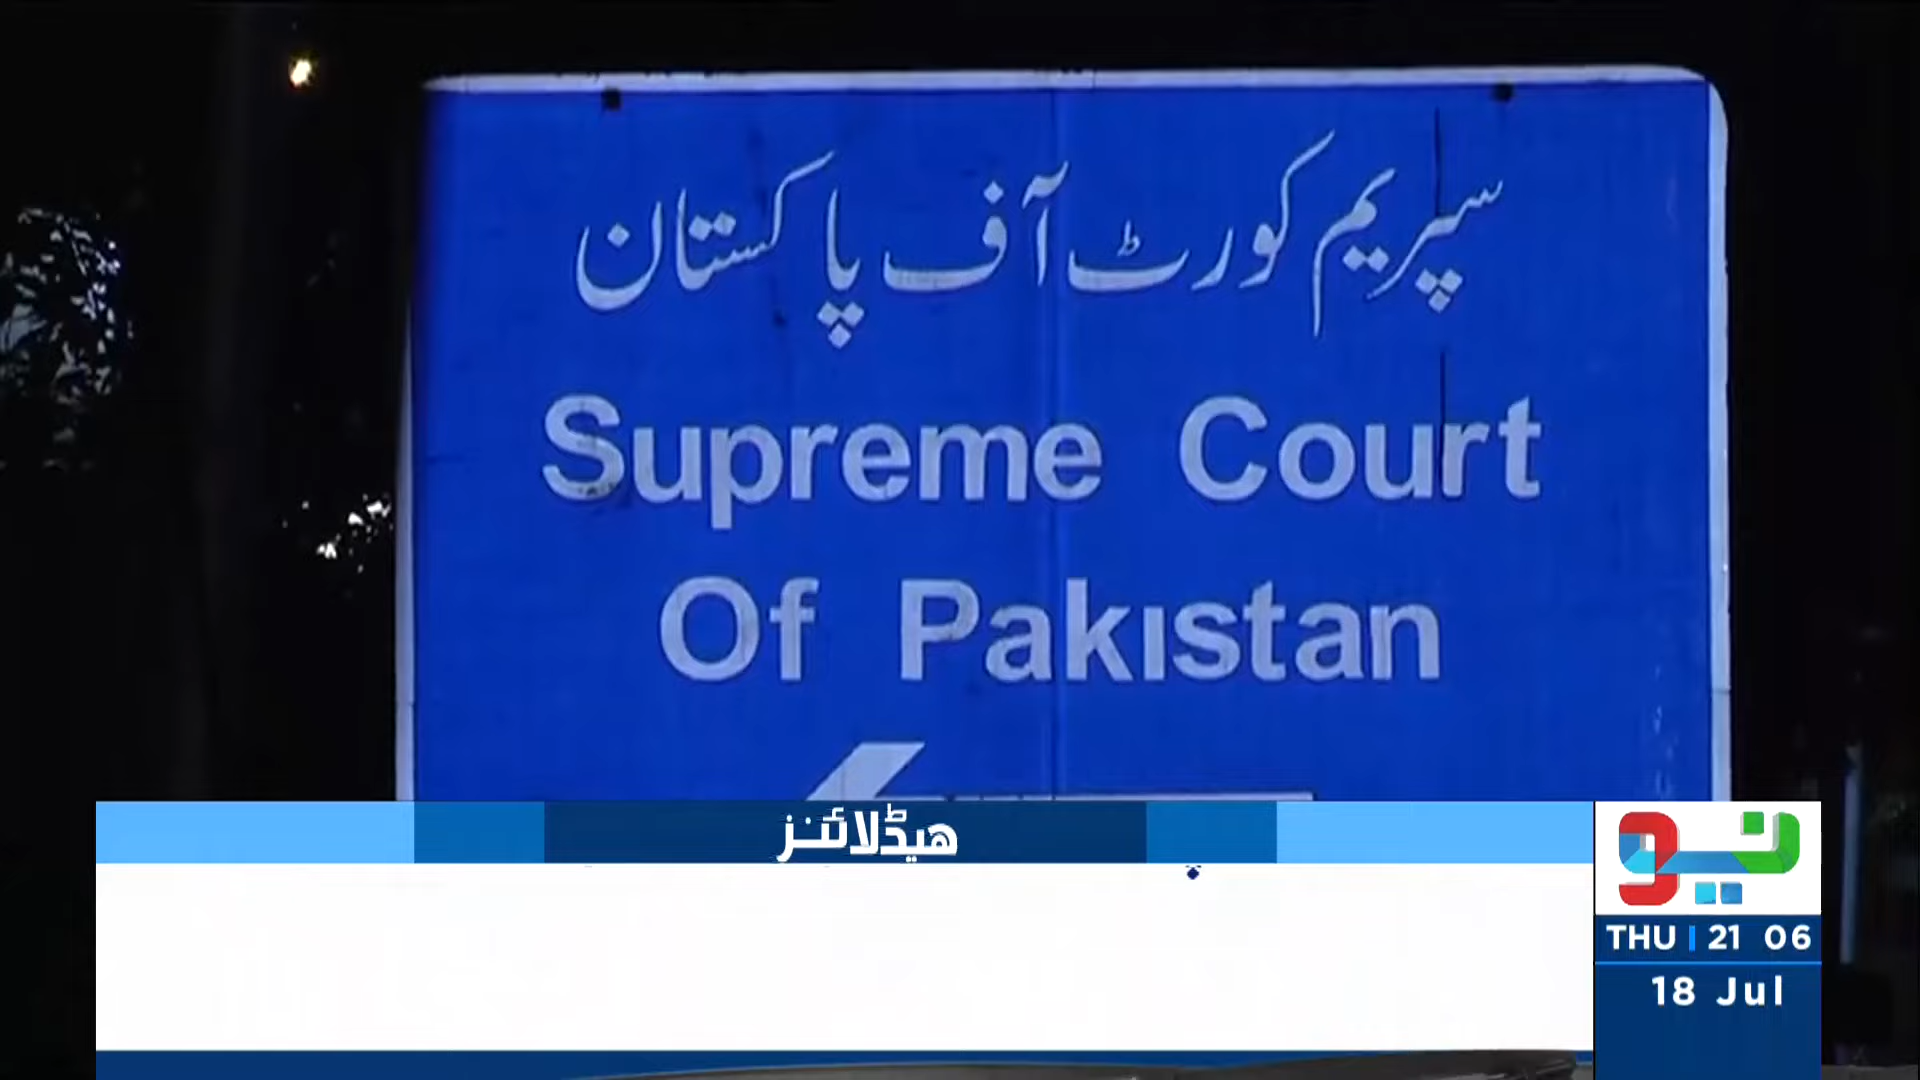 سپریم کورٹ آف پاکستان
Supreme Court
Of Pakistan
ہیڈلائنز
نیو
THU 21 06
18 Jul